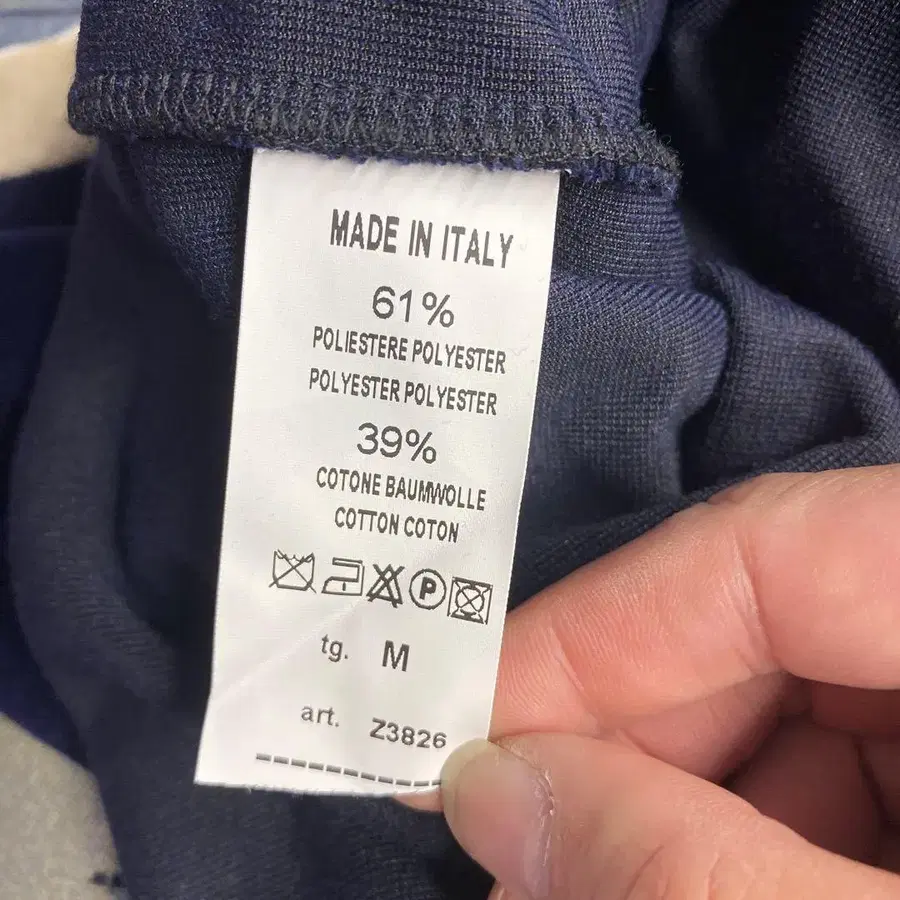 MADE IN ITALY
61%
POLIESTERE POLYESTER
POLYESTER POLYESTER
39%
COTONE BAUMWOLLE
COTTON COTON
P
tg. M
art. Z3826